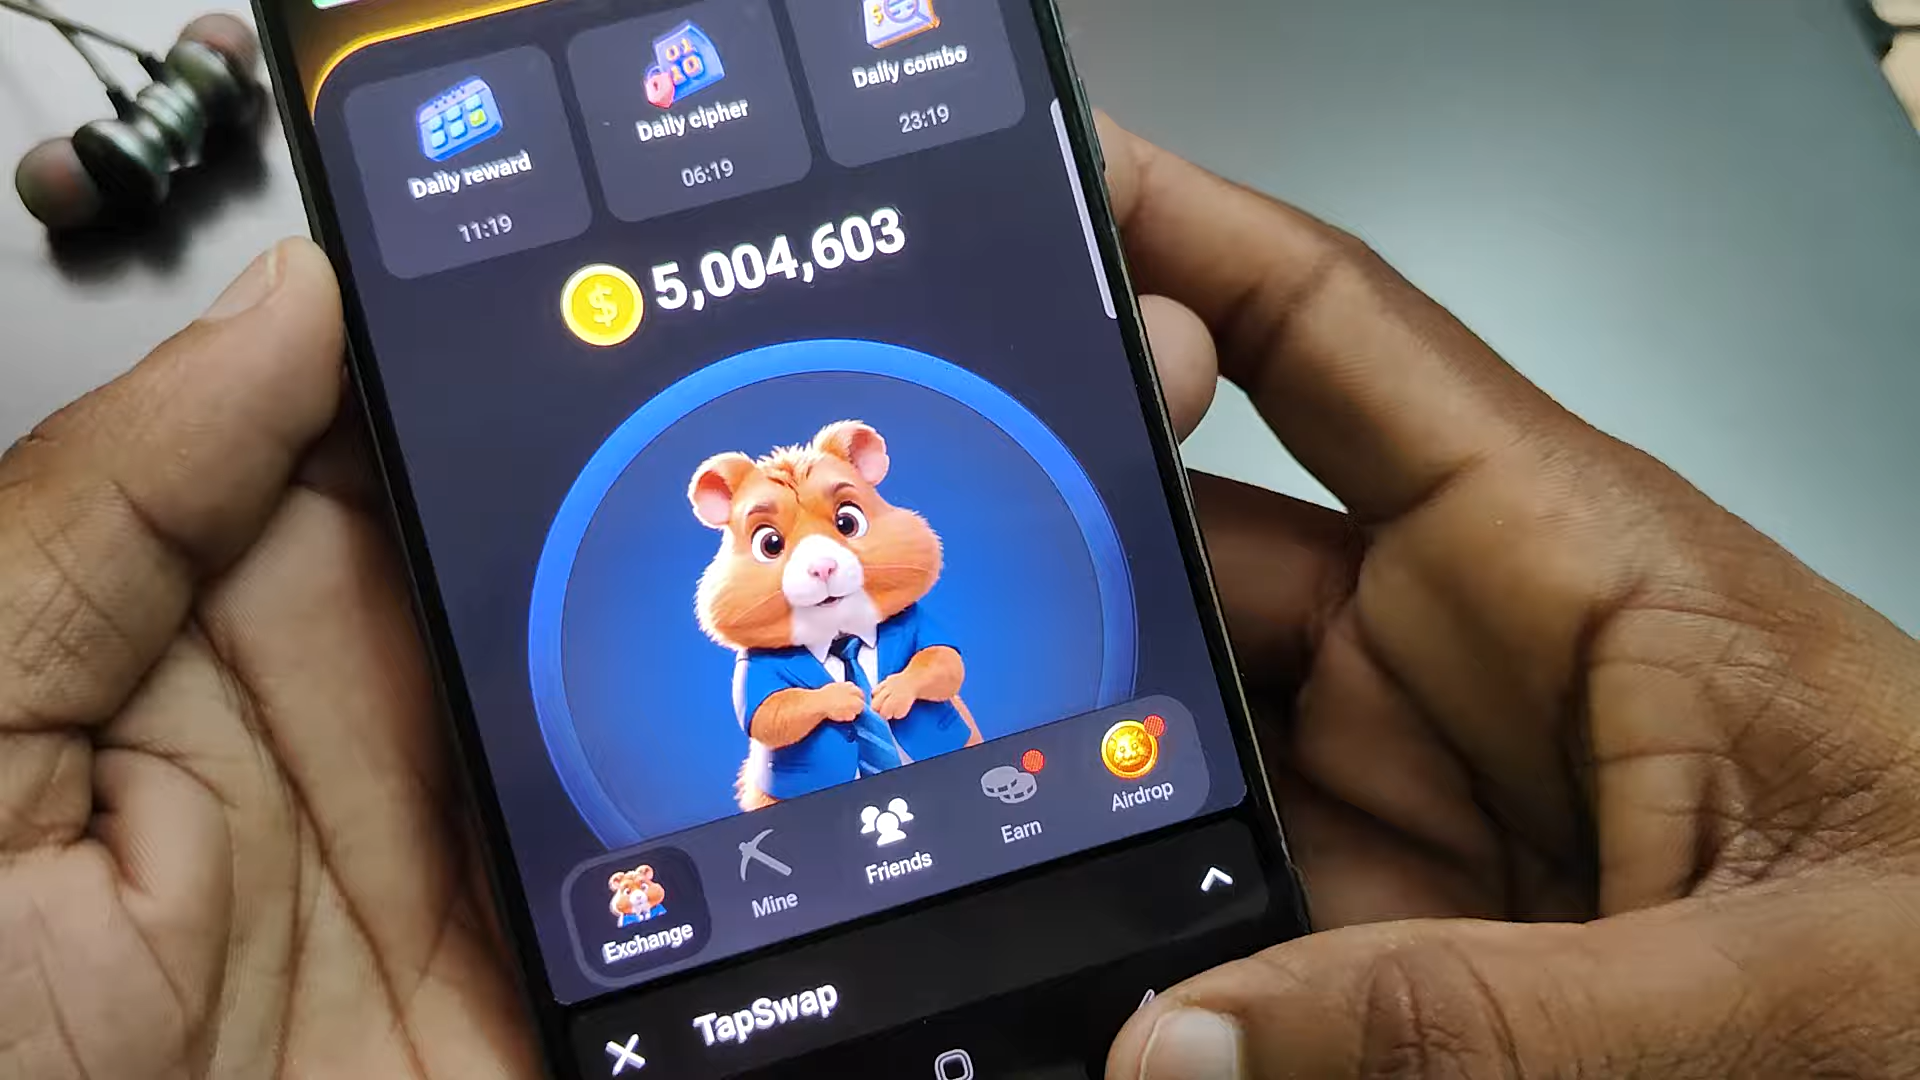 Daily reward
11:19
Daily cipher
06:19
Daily combo
23:19
5,004,603
Exchange
Mine
Friends
Earn
Airdrop
TapSwap